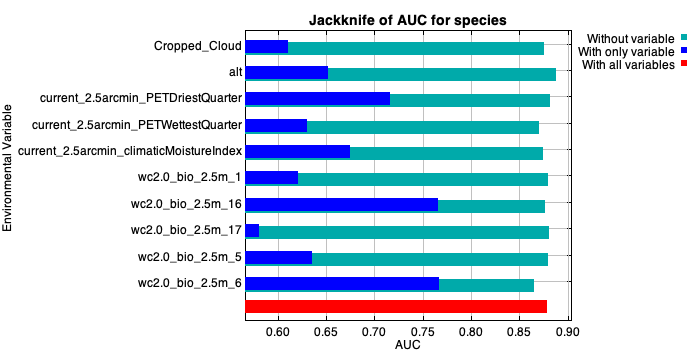 Jackknife of AUC for species
Without variable
With only variable
With all variables
Environmental Variable
Cropped_Cloud
alt
current_2.5arcmin_PETDriestQuarter
current_2.5arcmin_PETWettestQuarter
current_2.5arcmin_climaticMoistureIndex
wc2.0_bio_2.5m_1
wc2.0_bio_2.5m_16
wc2.0_bio_2.5m_17
wc2.0_bio_2.5m_5
wc2.0_bio_2.5m_6
0.60 0.65 0.70 0.75 0.80 0.85 0.90
AUC